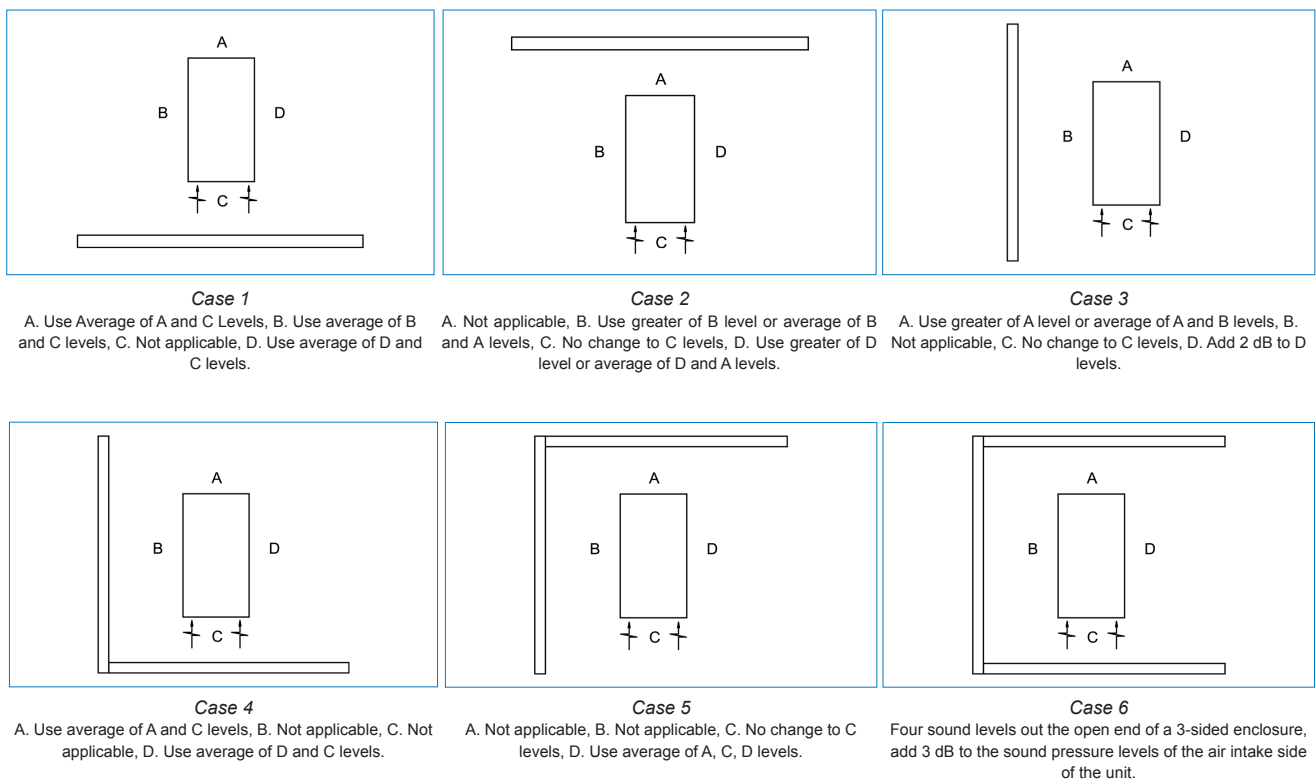 A
B
D
C
Case 1
A. Use Average of A and C Levels, B. Use average of B
and C levels, C. Not applicable, D. Use average of D and
C levels.
A
B
D
C
Case 2
A. Not applicable, B. Use greater of B level or average of B
and A levels, C. No change to C levels, D. Use greater of D
level or average of D and A levels.
A
B
D
C
Case 3
A. Use greater of A level or average of A and B levels, B.
Not applicable, C. No change to C levels, D. Add 2 dB to D
levels.
A
B
D
C
Case 4
A. Use average of A and C levels, B. Not applicable, C. Not
applicable, D. Use average of D and C levels.
A
B
D
C
Case 5
A. Not applicable, B. Not applicable, C. No change to C
levels, D. Use average of A, C, D levels.
A
B
D
C
Case 6
Four sound levels out the open end of a 3-sided enclosure,
add 3 dB to the sound pressure levels of the air intake side
of the unit.